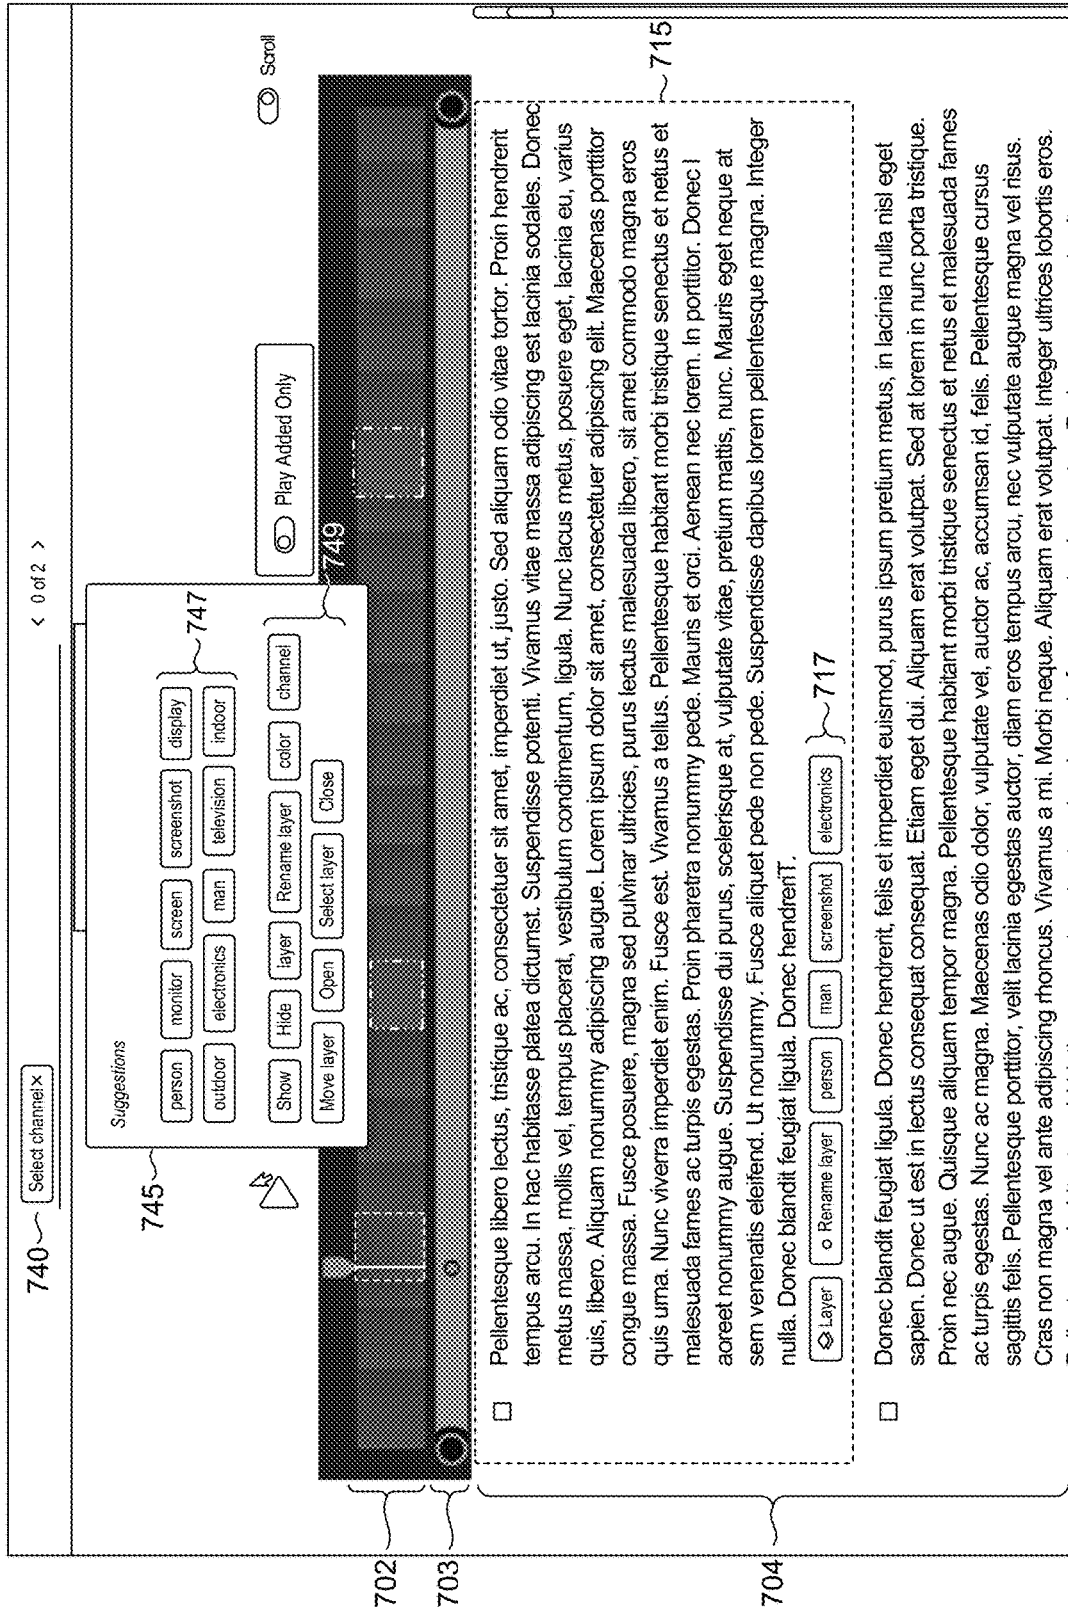 740
Select channel×
< 0 of 2 >
745
Suggestions
person monitor screen screenshot display
outdoor electronics man television indoor
747
Show Hide layer Rename layer color channel
Move layer Open Select layer Close
749
Play Added Only
Scroll
702
703
704
715
Pellentesque libero lectus, tristique ac, consectetuer sit amet, imperdiet ut, justo. Sed aliquam odio vitae tortor. Proin hendrerit
tempus arcu. In hac habitasse platea dictumst. Suspendisse potenti. Vivamus vitae massa adipiscing est lacinia sodales. Donec
metus massa, mollis vel, tempus placerat, vestibulum condimentum, ligula. Nunc lacus metus, posuere eget, lacinia eu, varius
quis, libero. Aliquam nonummy adipiscing augue. Lorem ipsum dolor sit amet, consectetuer adipiscing elit. Maecenas porttitor
congue massa. Fusce posuere, magna sed pulvinar ultricies, purus lectus malesuada libero, sit amet commodo magna eros
quis urna. Nunc viverra imperdiet enim. Fusce est. Vivamus a tellus. Pellentesque habitant morbi tristique senectus et netus et
malesuada fames ac turpis egestas. Proin pharetra nonummy pede. Mauris et orci. Aenean nec lorem. In porttitor. Donec l
aoreet nonummy augue. Suspendisse dui purus, scelerisque at, vulputate vitae, pretium mattis, nunc. Mauris eget neque at
sem venenatis eleifend. Ut nonummy. Fusce aliquet pede non pede. Suspendisse dapibus lorem pellentesque magna. Integer
nulla. Donec blandit feugiat ligula. Donec hendreriT.
Layer Rename layer person man screenshot electronics
717
Donec blandit feugiat ligula. Donec hendrerit, felis et imperdiet euismod, purus ipsum pretium metus, in lacinia nulla nisl eget
sapien. Donec ut est in lectus consequat consequat. Etiam eget dui. Aliquam erat volutpat. Sed at lorem in nunc porta tristique.
Proin nec augue. Quisque aliquam tempor magna. Pellentesque habitant morbi tristique senectus et netus et malesuada fames
ac turpis egestas. Nunc ac magna. Maecenas odio dolor, vulputate vel, auctor ac, accumsan id, felis. Pellentesque cursus
sagittis felis. Pellentesque porttitor, velit lacinia egestas auctor, diam eros tempus arcu, nec vulputate augue magna vel risus.
Cras non magna vel ante adipiscing rhoncus. Vivamus a mi. Morbi neque. Aliquam erat volutpat. Integer ultrices lobortis eros.